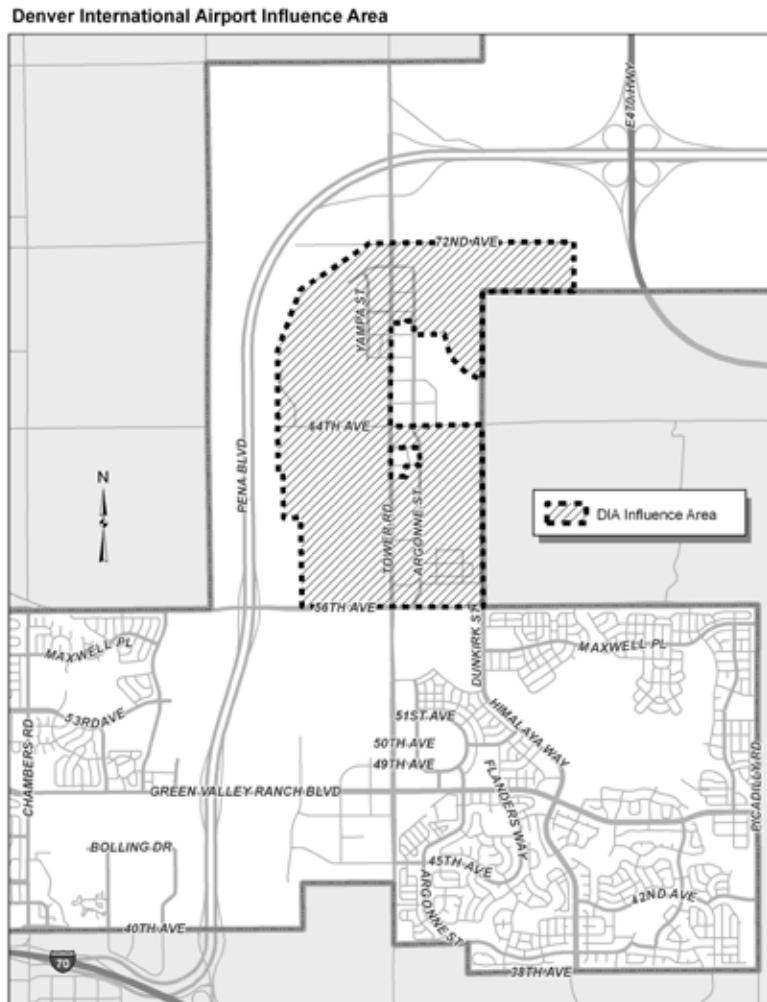 Denver International Airport Influence Area
E470 HWY
72ND AVE
YAMPA ST
64TH AVE
PENA BLVD
N
TOWER RD
ARGONNE ST
DIA Influence Area
56TH AVE
DUNKIRK ST
MAXWELL PL
MAXWELL PL
53RD AVE
51ST AVE
HIMALAYA WAY
50TH AVE
49TH AVE
CHAMBERS RD
PICADILLY RD
GREEN VALLEY RANCH BLVD
FLANDERS WAY
BOLLING DR
45TH AVE
ARGONNE ST
42ND AVE
40TH AVE
70
38TH AVE